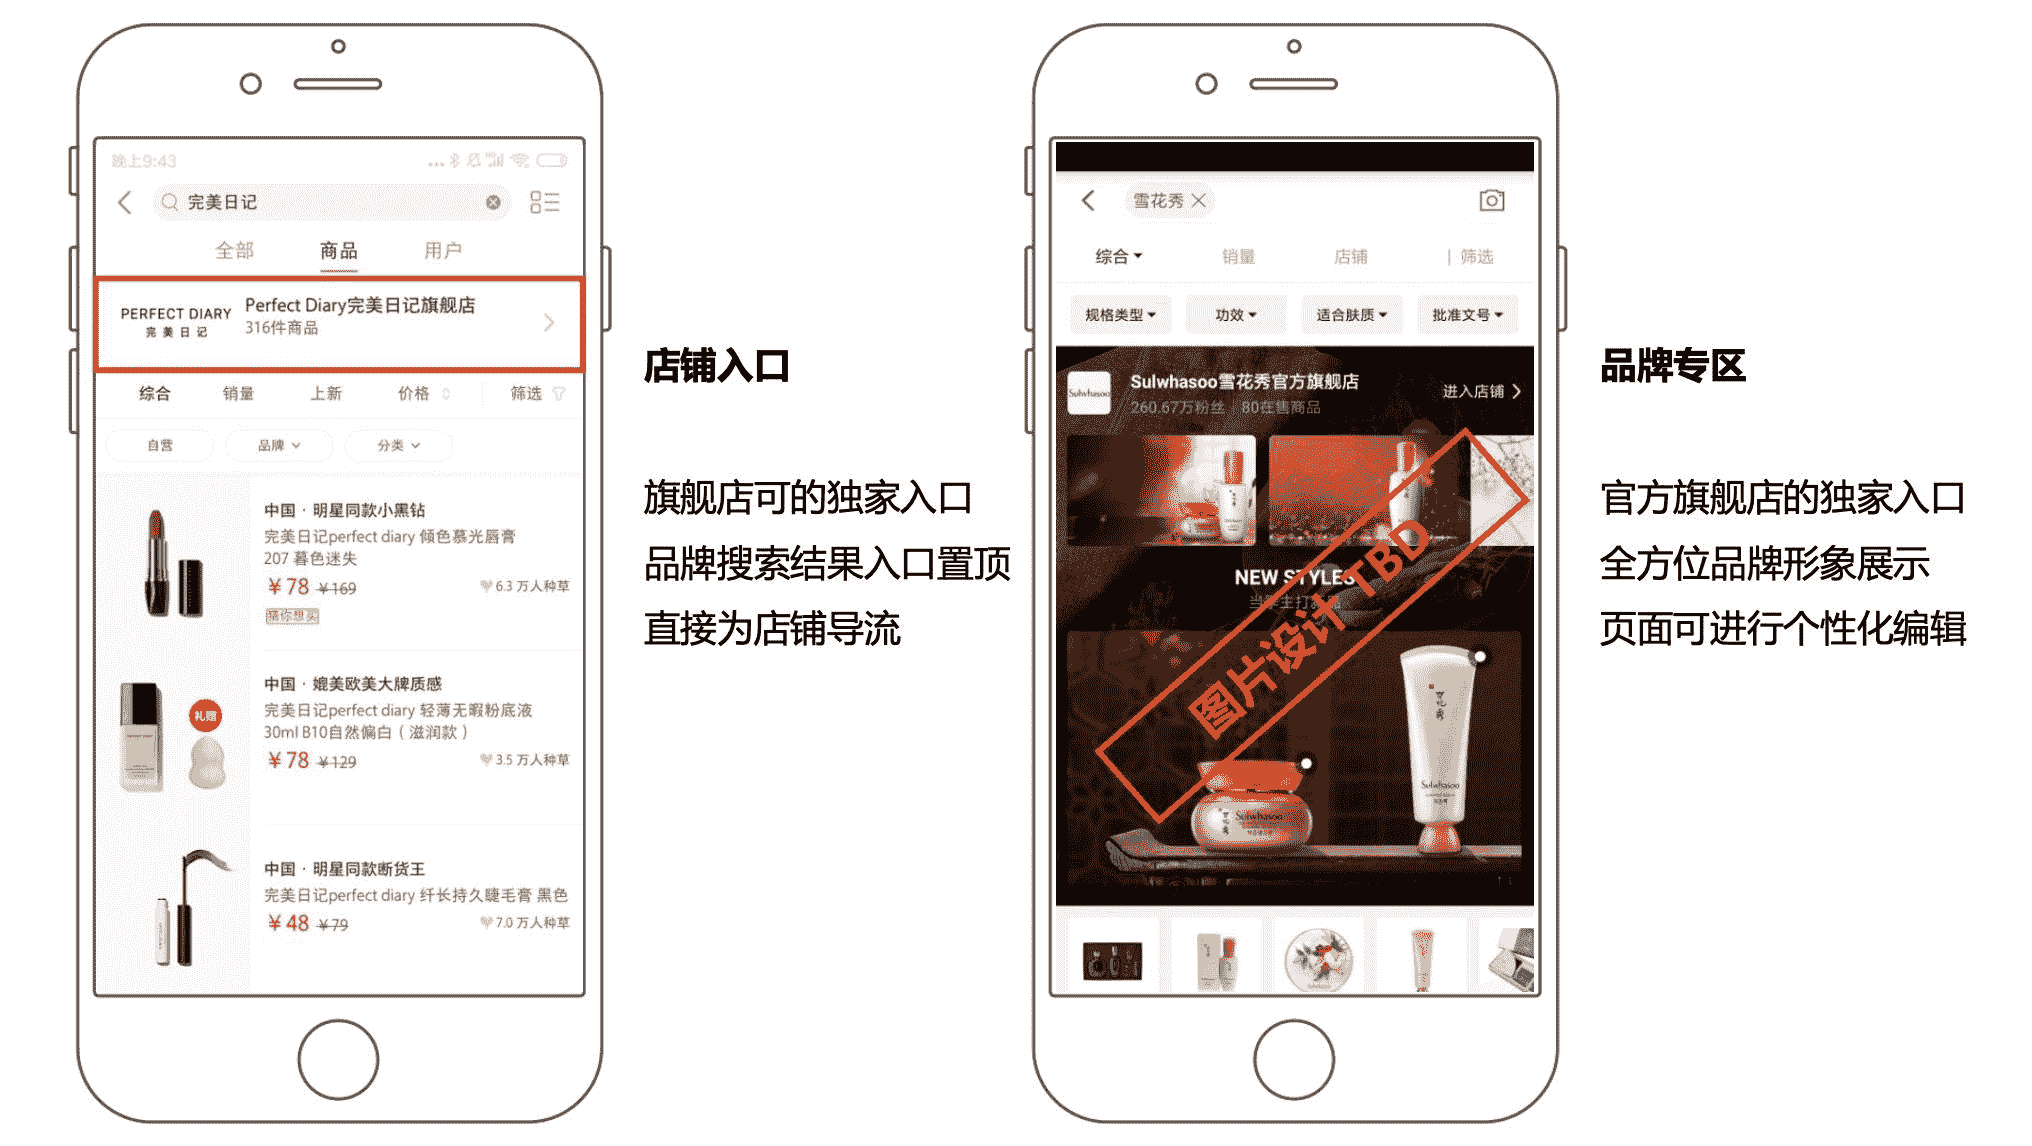 晚上9:43
完美日记
全部 商品 用户
PERFECT DIARY
完美日记
Perfect Diary完美日记旗舰店
316件商品
综合 销量 上新 价格 筛选
自营 品牌 分类
中国·明星同款小黑钻
完美日记perfect diary 倾色慕光唇膏
207 暮色迷失
¥78 ¥169 6.3万人种草
猜你想买
礼赠
中国·媲美欧美大牌质感
完美日记perfect diary 轻薄无暇粉底液
30ml B10自然偏白（滋润款）
¥78 ¥129 3.5万人种草
中国·明星同款断货王
完美日记perfect diary 纤长持久睫毛膏 黑色
¥48 ¥79 7.0万人种草
店铺入口
旗舰店可的独家入口
品牌搜索结果入口置顶
直接为店铺导流
雪花秀
综合 销量 店铺 | 筛选
规格类型 功效 适合肤质 批准文号
Sulwhasoo
Sulwhasoo雪花秀官方旗舰店
260.67万粉丝 | 80在售商品
进入店铺
NEW STYLES
当季主打
图片设计 TBD
Sulwhasoo
Sulwhasoo
品牌专区
官方旗舰店的独家入口
全方位品牌形象展示
页面可进行个性化编辑